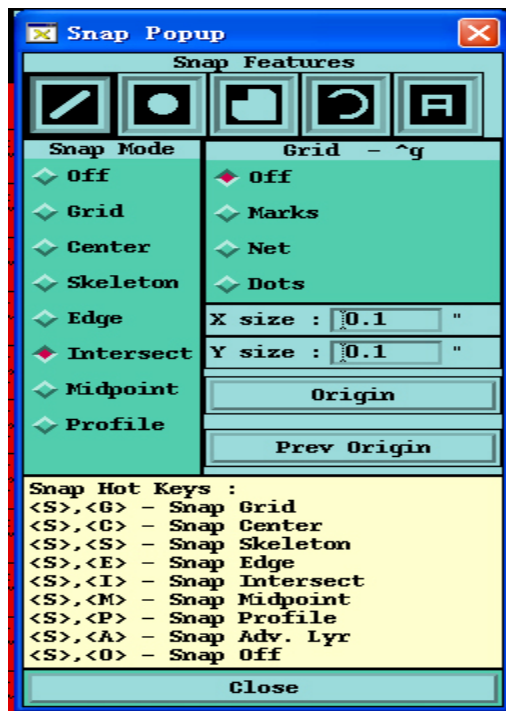 Snap Popup
Snap Features
A
Snap Mode
Off
Grid
Center
Skeleton
Edge
Intersect
Midpoint
Profile
Grid - ^g
Off
Marks
Net
Dots
X size : 0.1 "
Y size : 0.1 "
Origin
Prev Origin
Snap Hot Keys :
<S>,<G> - Snap Grid
<S>,<C> - Snap Center
<S>,<S> - Snap Skeleton
<S>,<E> - Snap Edge
<S>,<I> - Snap Intersect
<S>,<M> - Snap Midpoint
<S>,<P> - Snap Profile
<S>,<A> - Snap Adv. Lyr
<S>,<O> - Snap Off
Close